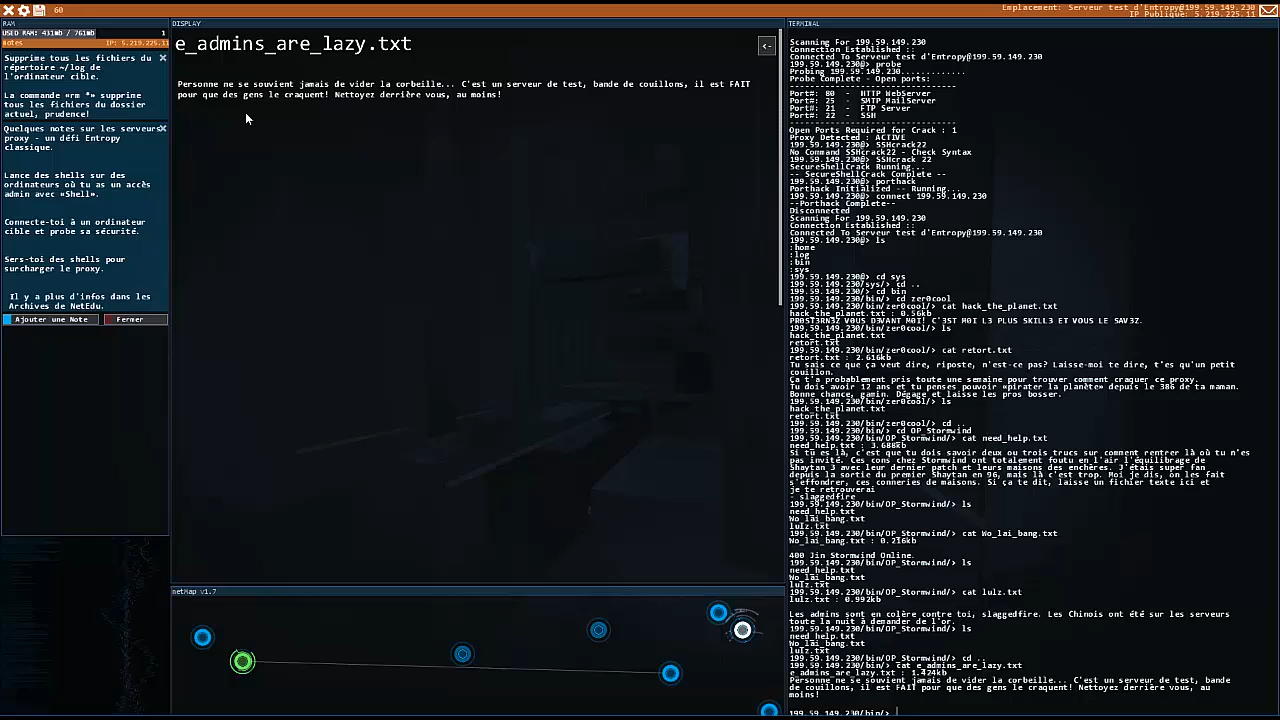 60
Emplacement: Serveur test d'Entropy@199.59.149.230
IP Publique: 5.219.225.11
RAM
USED RAM: 431mb / 761mb
1
Notes
IP: 5.219.225.11
Supprime tous les fichiers du
répertoire ~/log de
l'ordinateur cible.
La commande «rm *» supprime
tous les fichiers du dossier
actuel, prudence!
Quelques notes sur les serveurs
proxy - un défi Entropy
classique.
Lance des shells sur des
ordinateurs où tu as un accès
admin avec «Shell».
Connecte-toi à un ordinateur
cible et probe sa sécurité.
Sers-toi des shells pour
surcharger le proxy.
Il y a plus d'infos dans les
Archives de NetEdu.
Ajouter une Note
Fermer
DISPLAY
e_admins_are_lazy.txt
<-
Personne ne se souvient jamais de vider la corbeille... C'est un serveur de test, bande de couillons, il est FAIT
pour que des gens le craquent! Nettoyez derrière vous, au moins!
netMap v1.7
TERMINAL
Scanning For 199.59.149.230
Connection Established ::
Connected To Serveur test d'Entropy@199.59.149.230
199.59.149.230@> probe
Probing 199.59.149.230.............
Probe Complete - Open ports:
---------------------------------
Port#: 80 - HTTP WebServer
Port#: 25 - SMTP MailServer
Port#: 21 - FTP Server
Port#: 22 - SSH
---------------------------------
Open Ports Required for Crack : 1
Proxy Detected : ACTIVE
199.59.149.230@> SSHcrack22
No Command SSHcrack22 - Check Syntax
199.59.149.230@> SSHcrack 22
SecureShellCrack Running...
-- SecureShellCrack Complete --
199.59.149.230@> porthack
Porthack Initialized -- Running...
199.59.149.230@> connect 199.59.149.230
--Porthack Complete--
Disconnected
Scanning For 199.59.149.230
Connection Established ::
Connected To Serveur test d'Entropy@199.59.149.230
199.59.149.230@> ls
:home
:log
:bin
:sys
199.59.149.230@> cd sys
199.59.149.230/sys/> cd ..
199.59.149.230@> cd bin
199.59.149.230/bin/> cd zer0cool
199.59.149.230/bin/zer0cool/> cat hack_the_planet.txt
hack_the_planet.txt : 0.56kb
PR0ST3RN3Z V0US D3VANT M0I! C'3ST M0I L3 PLUS SKILL3 ET V0US LE SAV3Z.
199.59.149.230/bin/zer0cool/> ls
hack_the_planet.txt
retort.txt
199.59.149.230/bin/zer0cool/> cat retort.txt
retort.txt : 2.616kb
Tu sais ce que ça veut dire, riposte, n'est-ce pas? Laisse-moi te dire, t'es qu'un petit
couillon.
Ça t'a probablement pris toute une semaine pour trouver comment craquer ce proxy.
Tu dois avoir 12 ans et tu penses pouvoir «pirater la planète» depuis le 386 de ta maman.
Bonne chance, gamin. Dégage et laisse les pros bosser.
199.59.149.230/bin/zer0cool/> ls
hack_the_planet.txt
retort.txt
199.59.149.230/bin/zer0cool/> cd ..
199.59.149.230/bin/> cd OP_Stormwind
199.59.149.230/bin/OP_Stormwind/> cat need_help.txt
need_help.txt : 3.688kb
Si tu es là, c'est que tu dois savoir deux ou trois trucs sur comment rentrer là où tu n'es
pas invité. Ces cons chez Stormwind ont totalement foutu en l'air l'équilibrage de
Shaytan 3 avec leur dernier patch et leurs maisons des enchères. J'étais super fan
depuis la sortie du premier Shaytan en 96, mais là c'est trop. Moi je dis, on les fait
s'effondrer, ces conneries de maisons. Si ça te dit, laisse un fichier texte ici et
je te retrouverai
- slaggedfire
199.59.149.230/bin/OP_Stormwind/> ls
need_help.txt
Wo_lai_bang.txt
lulz.txt
199.59.149.230/bin/OP_Stormwind/> cat Wo_lai_bang.txt
Wo_lai_bang.txt : 0.216kb
400 Jin Stormwind Online.
199.59.149.230/bin/OP_Stormwind/> ls
need_help.txt
Wo_lai_bang.txt
lulz.txt
199.59.149.230/bin/OP_Stormwind/> cat lulz.txt
lulz.txt : 0.992kb
Les admins sont en colère contre toi, slaggedfire. Les Chinois ont été sur les serveurs
toute la nuit à demander de l'or.
199.59.149.230/bin/OP_Stormwind/> ls
need_help.txt
Wo_lai_bang.txt
lulz.txt
199.59.149.230/bin/OP_Stormwind/> cd ..
199.59.149.230/bin/> cat e_admins_are_lazy.txt
e_admins_are_lazy.txt : 1.424kb
Personne ne se souvient jamais de vider la corbeille... C'est un serveur de test, bande
de couillons, il est FAIT pour que des gens le craquent! Nettoyez derrière vous, au
moins!
199.59.149.230/bin/>